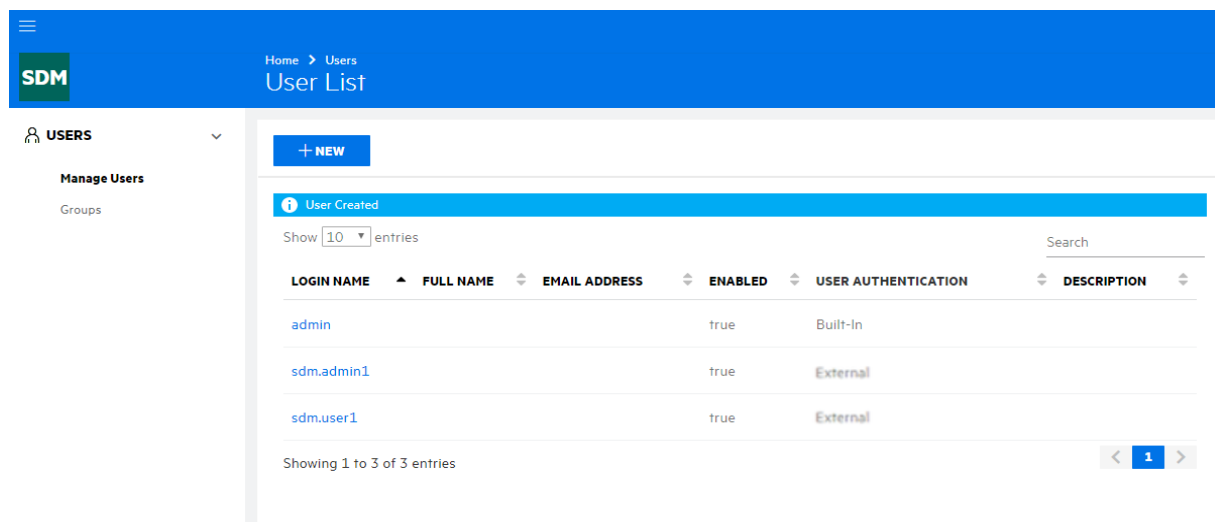 SDM
Home > Users
User List
USERS
Manage Users
Groups
+ NEW
User Created
Show 10 entries
Search
LOGIN NAME FULL NAME EMAIL ADDRESS ENABLED USER AUTHENTICATION DESCRIPTION
admin true Built-In
sdm.admin1 true External
sdm.user1 true External
Showing 1 to 3 of 3 entries
< 1 >